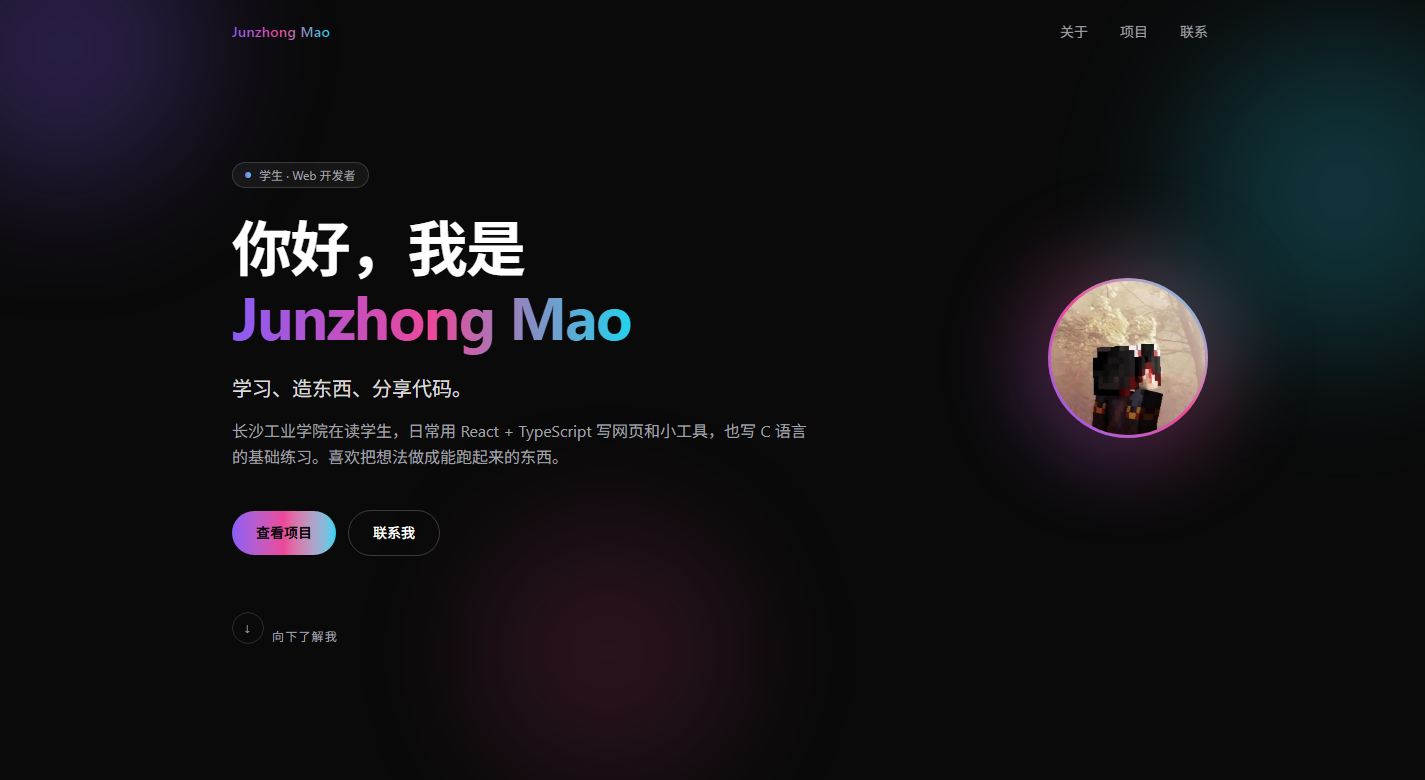 Junzhong Mao
关于
项目
联系
学生 · Web 开发者
你好，我是
Junzhong Mao
学习、造东西、分享代码。
长沙工业学院在读学生，日常用 React + TypeScript 写网页和小工具，也写 C 语言
的基础练习。喜欢把想法做成能跑起来的东西。
查看项目
联系我
↓
向下了解我